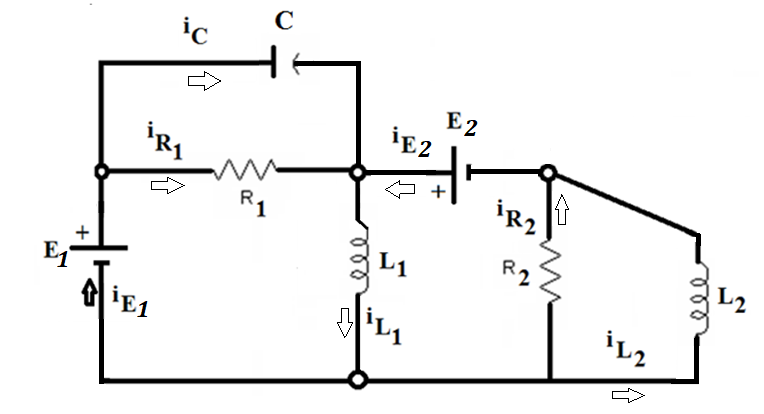 iC C
iR1 iE2 E2
+
R1
+ iR2
E1 L1 R2 L2
iE1 iL1 iL2